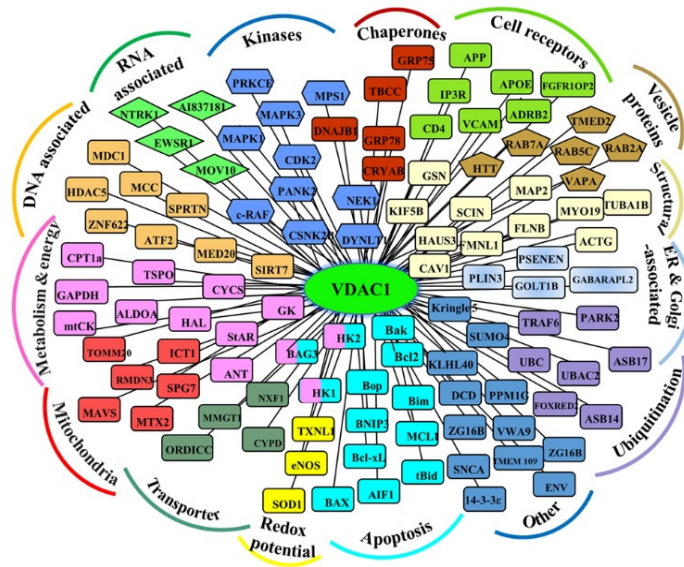 Kinases
Chaperones
Cell receptors
RNA
associated
Vesicle
proteins
DNA associated
Structural
Metabolism & energy
ER & Golgi
-associated
Mitochondria
Ubiquitination
Transporter
Redox
potential
Apoptosis
Other
VDAC1
PRKCE
MPS1
MAPK3
MAPK1
CDK2
PANK2
NEK1
c-RAF
CSNK2B
DYNLT1
GRP75
TBCC
DNAJB1
GRP78
CRYAB
APP
IP3R
APOE
FGFR1OP2
CD4
VCAM1
ADRB2
AI837181
NTRK1
EWSR1
MOV10
TMED2
RAB7A
RAB5C
RAB2A
HTT
VAPA
MDC1
HDAC5
MCC
SPRTN
ZNF622
ATF2
MED20
SIRT7
GSN
KIF5B
SCIN
MAP2
TUBA1B
MYO19
HAUS3
FMNL1
FLNB
ACTG
CAV1
PSENEN
PLIN3
GOLT1B
GABARAPL2
CPT1a
TSPO
CYCS
GAPDH
ALDOA
GK
mtCK
HAL
StAR
ANT
HK2
BAG3
HK1
TOMM20
ICT1
RMDN3
SPG7
MAVS
MTX2
NXF1
MMGT1
CYPD
ORDICC
TXNL1
eNOS
SOD1
Bak
Bcl2
Bop
Bim
BNIP3
MCL1
Bcl-xL
tBid
BAX
AIF1
Kringle 5
SUMO4
KLHL40
DCD
PPM1G
ZG16B
VWA9
SNCA
TMEM 109
ZG16B
14-3-3ε
ENV
TRAF6
PARK2
UBC
UBAC2
ASB17
ASB14